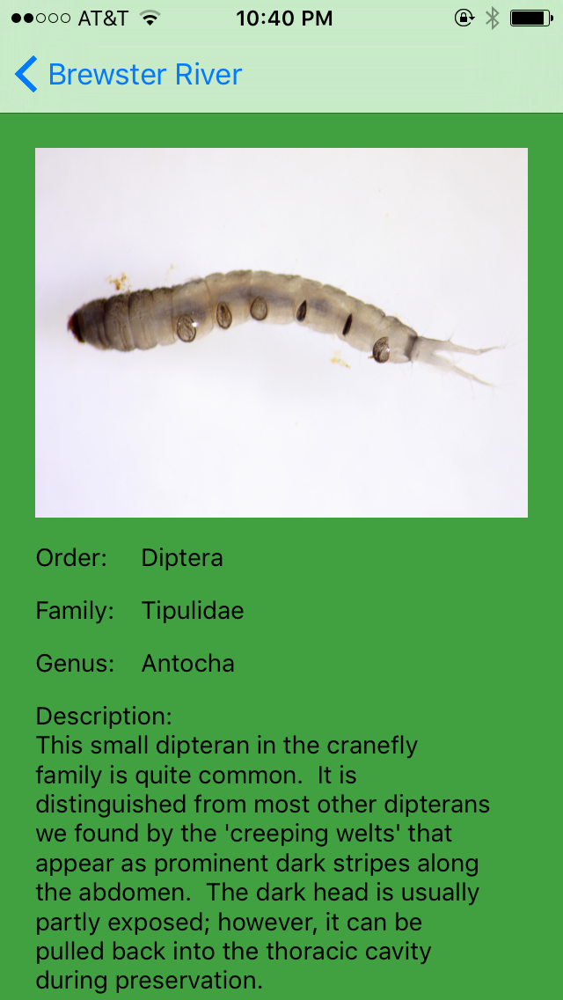 AT&T 10:40 PM
Brewster River
Order: Diptera
Family: Tipulidae
Genus: Antocha
Description:
This small dipteran in the cranefly
family is quite common.  It is
distinguished from most other dipterans
we found by the 'creeping welts' that
appear as prominent dark stripes along
the abdomen.  The dark head is usually
partly exposed; however, it can be
pulled back into the thoracic cavity
during preservation.